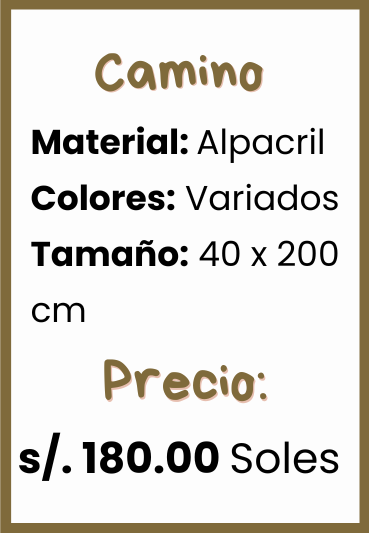 Camino
Material: Alpacril
Colores: Variados
Tamaño: 40 x 200
cm
Precio:
s/. 180.00 Soles